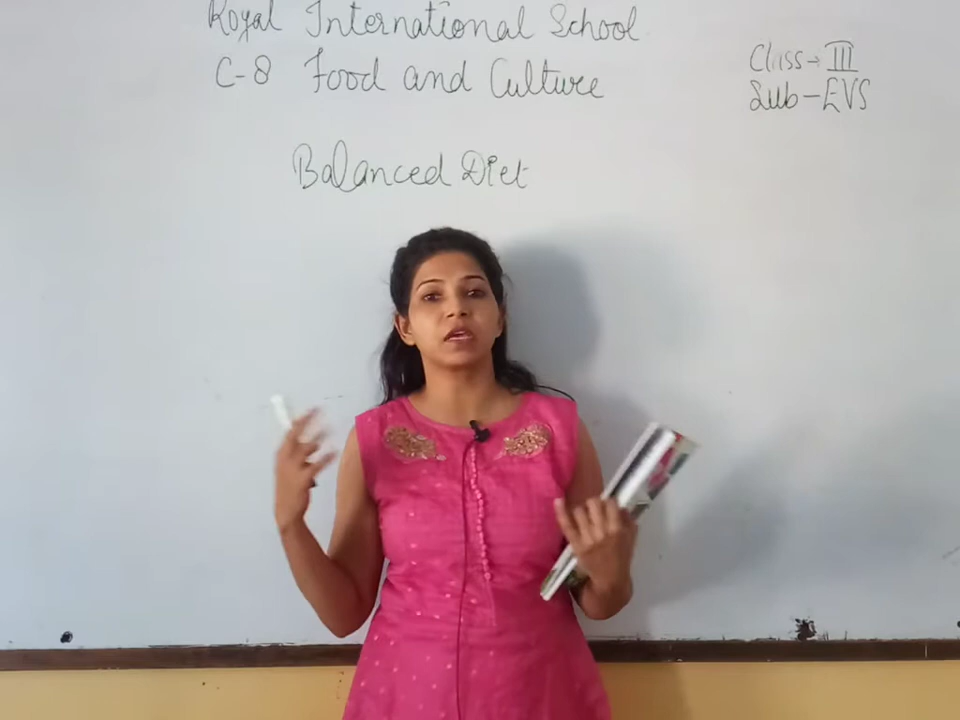 Royal International School
C-8 Food and Culture
Class → III
Sub - EVS
Balanced Diet